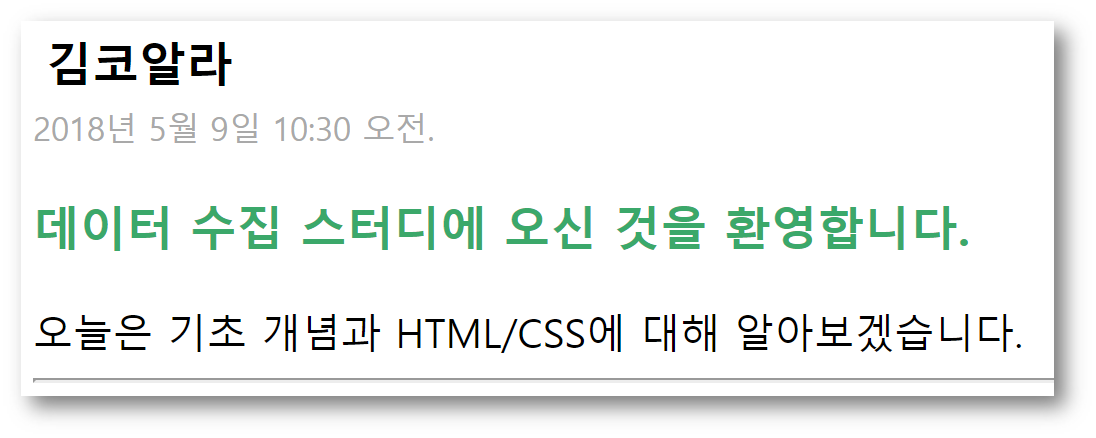 김코알라
2018년 5월 9일 10:30 오전.
데이터 수집 스터디에 오신 것을 환영합니다.
오늘은 기초 개념과 HTML/CSS에 대해 알아보겠습니다.